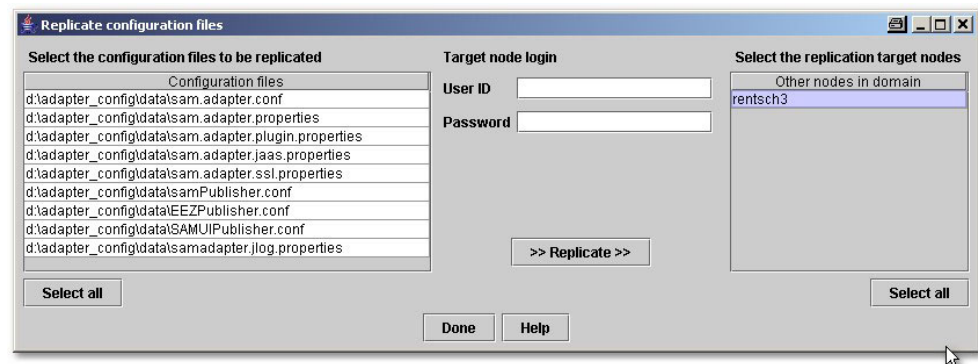 Replicate configuration files
Select the configuration files to be replicated
Configuration files
d:\adapter_config\data\sam.adapter.conf
d:\adapter_config\data\sam.adapter.properties
d:\adapter_config\data\sam.adapter.plugin.properties
d:\adapter_config\data\sam.adapter.jaas.properties
d:\adapter_config\data\sam.adapter.ssl.properties
d:\adapter_config\data\samPublisher.conf
d:\adapter_config\data\EEZPublisher.conf
d:\adapter_config\data\SAMUIPublisher.conf
d:\adapter_config\data\samadapter.jlog.properties
Select all
Target node login
User ID
Password
>> Replicate >>
Select the replication target nodes
Other nodes in domain
rentsch3
Select all
Done
Help